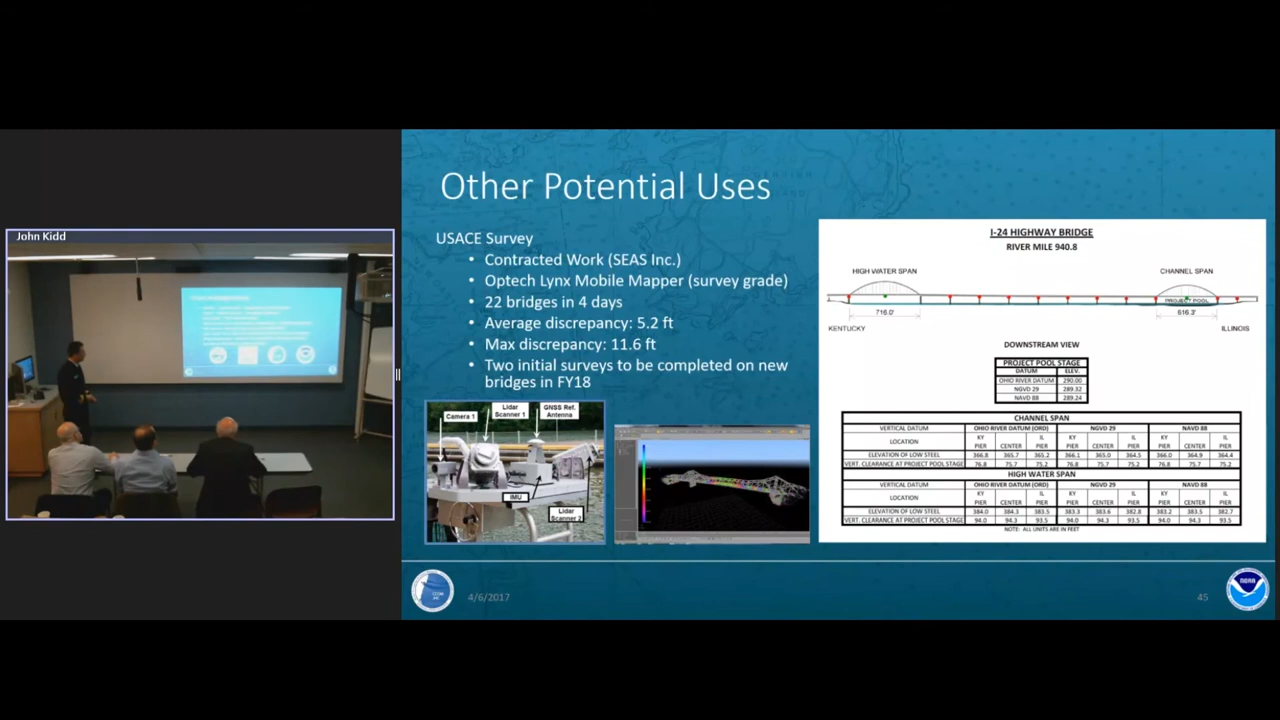 John Kidd
Other Potential Uses
USACE Survey
• Contracted Work (SEAS Inc.)
• Optech Lynx Mobile Mapper (survey grade)
• 22 bridges in 4 days
• Average discrepancy: 5.2 ft
• Max discrepancy: 11.6 ft
• Two initial surveys to be completed on new
bridges in FY18
Camera 1
Lidar
Scanner 1
GNSS Ref.
Antenna
IMU
Lidar
Scanner 2
I-24 HIGHWAY BRIDGE
RIVER MILE 940.8
HIGH WATER SPAN CHANNEL SPAN
PROJECT POOL
716.0' 616.3'
KENTUCKY ILLINOIS
DOWNSTREAM VIEW
PROJECT POOL STAGE
DATUM ELEV.
OHIO RIVER DATUM 290.00
NGVD 29 289.32
NAVD 88 289.24
CHANNEL SPAN
VERTICAL DATUM OHIO RIVER DATUM (ORD) NGVD 29 NAVD 88
LOCATION KY PIER CENTER IL PIER KY PIER CENTER IL PIER KY PIER CENTER IL PIER
ELEVATION OF LOW STEEL 366.8 365.7 365.2 366.1 365.0 364.5 366.0 364.9 364.4
VERT. CLEARANCE AT PROJECT POOL STAGE 76.8 75.7 75.2 76.8 75.7 75.2 76.8 75.7 75.2
HIGH WATER SPAN
VERTICAL DATUM OHIO RIVER DATUM (ORD) NGVD 29 NAVD 88
LOCATION KY PIER CENTER IL PIER KY PIER CENTER IL PIER KY PIER CENTER IL PIER
ELEVATION OF LOW STEEL 384.0 384.3 383.5 383.3 383.6 382.8 383.2 383.5 382.7
VERT. CLEARANCE AT PROJECT POOL STAGE 94.0 94.3 93.5 94.0 94.3 93.5 94.0 94.3 93.5
NOTE: ALL UNITS ARE IN FEET
4/6/2017
45
NOAA